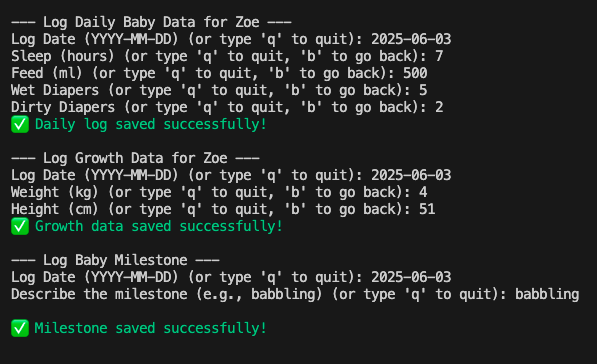 --- Log Daily Baby Data for Zoe ---
Log Date (YYYY-MM-DD) (or type 'q' to quit): 2025-06-03
Sleep (hours) (or type 'q' to quit, 'b' to go back): 7
Feed (ml) (or type 'q' to quit, 'b' to go back): 500
Wet Diapers (or type 'q' to quit, 'b' to go back): 5
Dirty Diapers (or type 'q' to quit, 'b' to go back): 2
✅ Daily log saved successfully!
--- Log Growth Data for Zoe ---
Log Date (YYYY-MM-DD) (or type 'q' to quit): 2025-06-03
Weight (kg) (or type 'q' to quit, 'b' to go back): 4
Height (cm) (or type 'q' to quit, 'b' to go back): 51
✅ Growth data saved successfully!
--- Log Baby Milestone ---
Log Date (YYYY-MM-DD) (or type 'q' to quit): 2025-06-03
Describe the milestone (e.g., babbling) (or type 'q' to quit): babbling
✅ Milestone saved successfully!